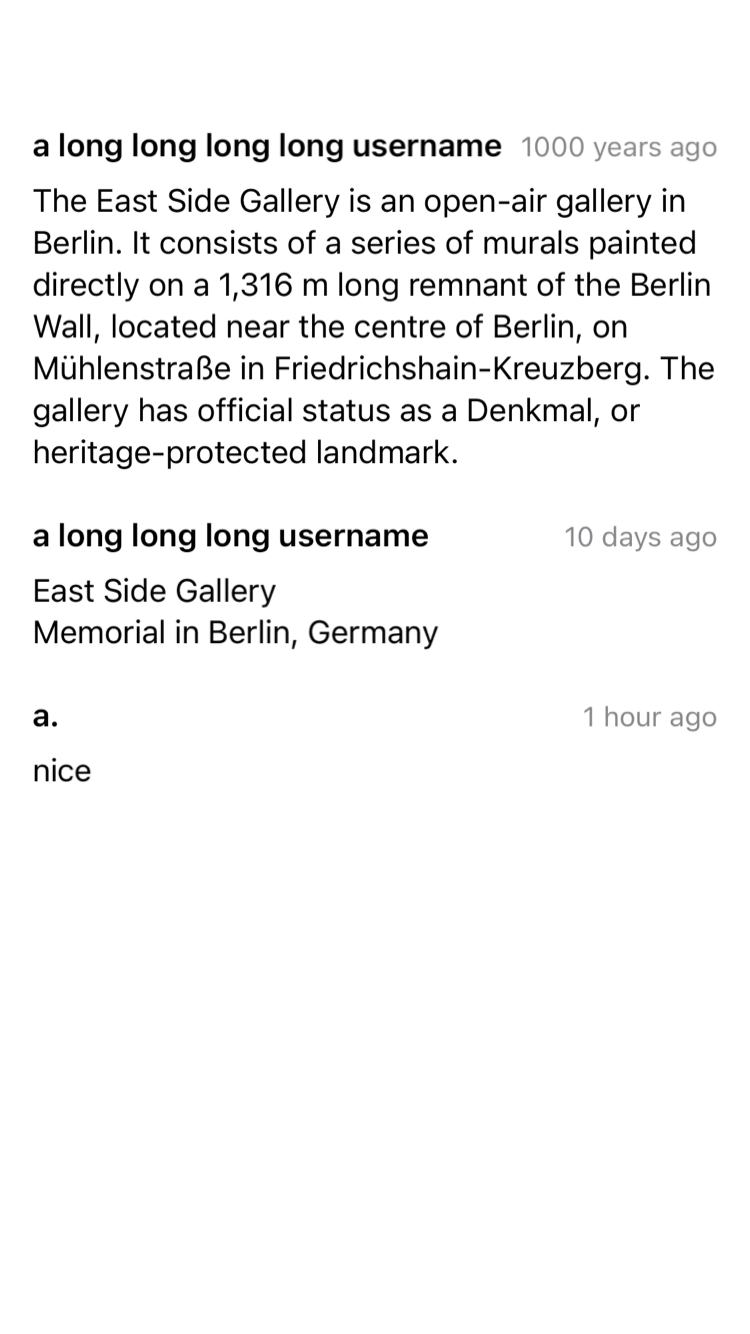 a long long long long username 1000 years ago
The East Side Gallery is an open-air gallery in
Berlin. It consists of a series of murals painted
directly on a 1,316 m long remnant of the Berlin
Wall, located near the centre of Berlin, on
Mühlenstraße in Friedrichshain-Kreuzberg. The
gallery has official status as a Denkmal, or
heritage-protected landmark.
a long long long username 10 days ago
East Side Gallery
Memorial in Berlin, Germany
a. 1 hour ago
nice